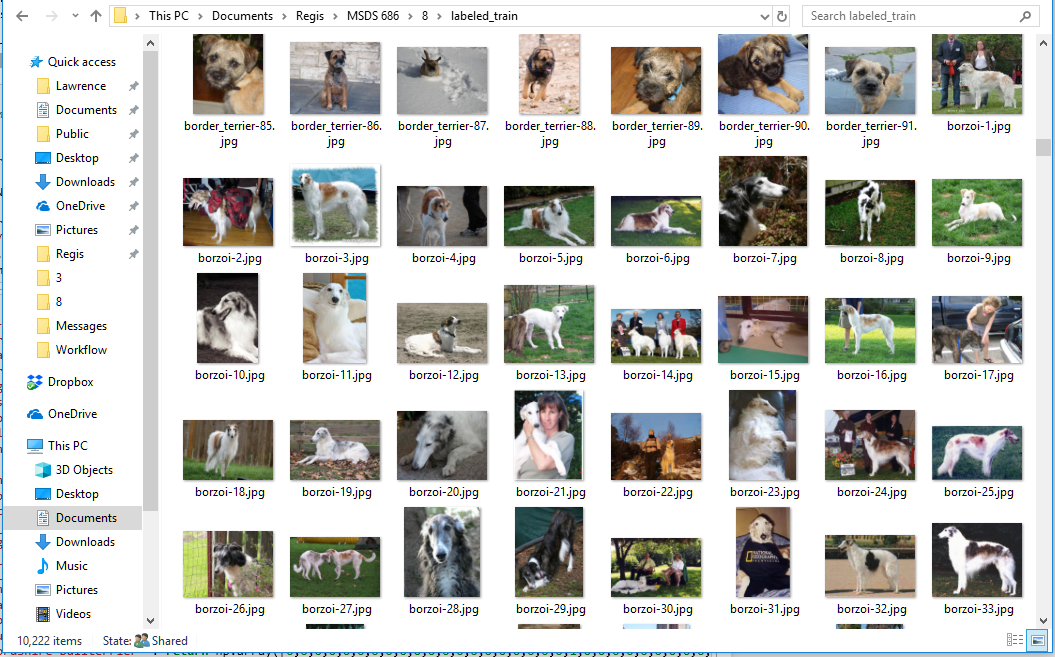 This PC > Documents > Regis > MSDS 686 > 8 > labeled_train
Search labeled_train
Quick access
Lawrence
Documents
Public
Desktop
Downloads
OneDrive
Pictures
Regis
3
8
Messages
Workflow
Dropbox
OneDrive
This PC
3D Objects
Desktop
Documents
Downloads
Music
Pictures
Videos
border_terrier-85.
jpg
border_terrier-86.
jpg
border_terrier-87.
jpg
border_terrier-88.
jpg
border_terrier-89.
jpg
border_terrier-90.
jpg
border_terrier-91.
jpg
borzoi-1.jpg
borzoi-2.jpg
borzoi-3.jpg
borzoi-4.jpg
borzoi-5.jpg
borzoi-6.jpg
borzoi-7.jpg
borzoi-8.jpg
borzoi-9.jpg
borzoi-10.jpg
borzoi-11.jpg
borzoi-12.jpg
borzoi-13.jpg
borzoi-14.jpg
borzoi-15.jpg
borzoi-16.jpg
borzoi-17.jpg
borzoi-18.jpg
borzoi-19.jpg
borzoi-20.jpg
borzoi-21.jpg
borzoi-22.jpg
borzoi-23.jpg
borzoi-24.jpg
borzoi-25.jpg
borzoi-26.jpg
borzoi-27.jpg
borzoi-28.jpg
borzoi-29.jpg
borzoi-30.jpg
NATIONAL
GEOGRAPHIC
borzoi-31.jpg
borzoi-32.jpg
borzoi-33.jpg
10,222 items
State: Shared